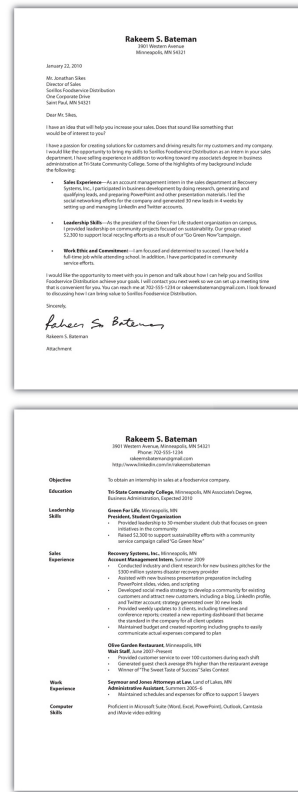 Rakeem S. Bateman
3901 Western Avenue
Minneapolis, MN 54321
January 22, 2010
Mr. Jonathan Sikes
Director of Sales
Sorillos Foodservice Distribution
One Corporate Drive
Saint Paul, MN 54321
Dear Mr. Sikes,
I have an idea that will help you increase your sales. Does that sound like something that
would be of interest to you?
I have a passion for creating solutions for customers and driving results for my customers and my company.
I would like the opportunity to bring my skills to Sorillos Foodservice Distribution as an intern in your sales
department. I have selling experience in addition to working toward my associate's degree in business
administration at Tri-State Community College. Some of the highlights of my background include
the following:
• Sales Experience—As an account management intern in the sales department at Recovery
Systems, Inc., I participated in business development by doing research, generating and
qualifying leads, and preparing PowerPoint and other presentation materials. I led the
social networking efforts for the company and generated 30 new leads in 4 weeks by
setting up and managing LinkedIn and Twitter accounts.
• Leadership Skills—As the president of the Green For Life student organization on campus,
I provided leadership on community projects focused on sustainability. Our group raised
$2,300 to support local recycling efforts as a result of our "Go Green Now" campaign.
• Work Ethic and Commitment—I am focused and determined to succeed. I have held a
full-time job while attending school. In addition, I have participated in community
service efforts.
I would like the opportunity to meet with you in person and talk about how I can help you and Sorillos
Foodservice Distribution achieve your goals. I will contact you next week so we can set up a meeting time
that is convenient for you. You can reach me at 702-555-1234 or rakeemsbateman@gmail.com. I look forward
to discussing how I can bring value to Sorillos Foodservice Distribution.
Sincerely,
Rakeem S. Bateman
Rakeem S. Bateman
Attachment
Rakeem S. Bateman
3901 Western Avenue, Minneapolis, MN 54321
Phone: 702-555-1234
rakeemsbateman@gmail.com
http://www.linkedin.com/in/rakeemsbateman
Objective To obtain an internship in sales at a foodservice company.
Education Tri-State Community College, Minneapolis, MN Associate's Degree,
Business Administration, Expected 2010
Leadership Green For Life, Minneapolis, MN
Skills President, Student Organization
• Provided leadership to 50-member student club that focuses on green
initiatives in the community
• Raised $2,300 to support sustainability efforts with a community
service campaign called "Go Green Now"
Sales Recovery Systems, Inc., Minneapolis, MN
Experience Account Management Intern, Summer 2009
• Conducted industry and client research for new business pitches for the
$300 million systems disaster recovery provider
• Assisted with new business presentation preparation including
PowerPoint slides, video, and scripting
• Developed social media strategy to develop a community for existing
customers and attract new customers, including a blog, LinkedIn profile,
and Twitter account; strategy generated over 30 new leads
• Provided weekly updates to 3 clients, including timelines and
conference reports; created a new reporting dashboard that became
the standard in the company for all client updates
• Maintained budget and created reporting including graphs to easily
communicate actual expenses compared to plan
Olive Garden Restaurant, Minneapolis, MN
Wait Staff, June 2007–Present
• Provided customer service to over 100 customers during each shift
• Generated guest check average 8% higher than the restaurant average
• Winner of "The Sweet Taste of Success" Sales Contest
Work Seymour and Jones Attorneys at Law, Land of Lakes, MN
Experience Administrative Assistant, Summers 2005–6
• Maintained schedules and expenses for office to support 5 lawyers
Computer Proficient in Microsoft Suite (Word, Excel, PowerPoint), Outlook, Camtasia
Skills and iMovie video editing